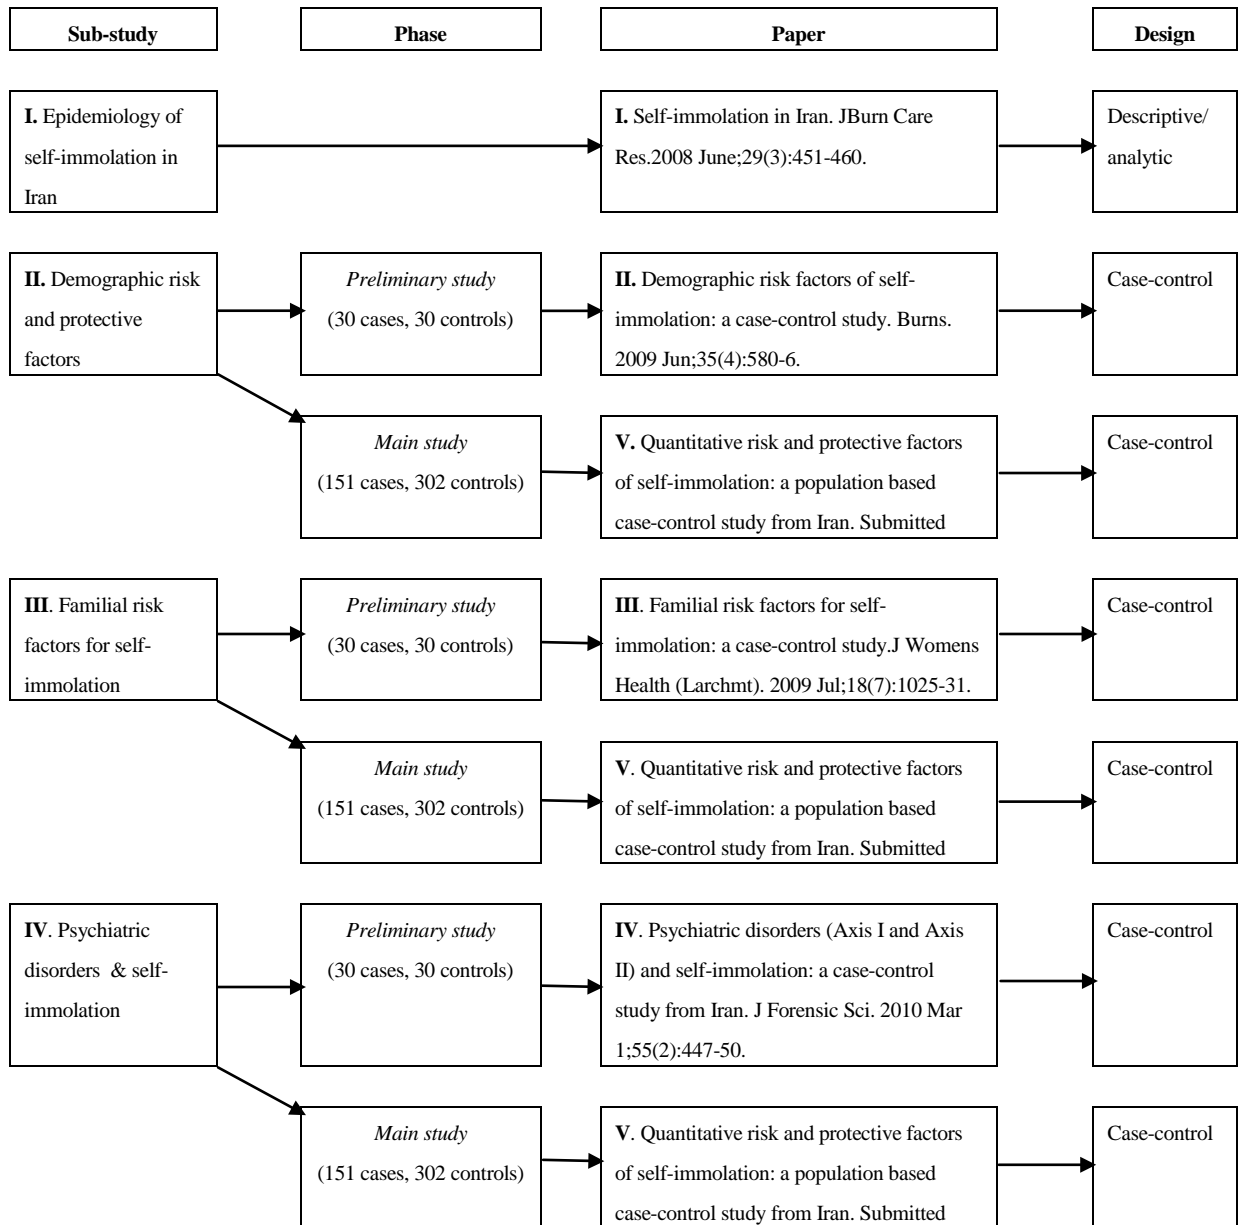 Sub-study
Phase
Paper
Design
I. Epidemiology of
self-immolation in
Iran
I. Self-immolation in Iran. JBurn Care
Res.2008 June;29(3):451-460.
Descriptive/
analytic
II. Demographic risk
and protective
factors
Preliminary study
(30 cases, 30 controls)
II. Demographic risk factors of self-
immolation: a case-control study. Burns.
2009 Jun;35(4):580-6.
Case-control
Main study
(151 cases, 302 controls)
V. Quantitative risk and protective factors
of self-immolation: a population based
case-control study from Iran. Submitted
Case-control
III. Familial risk
factors for self-
immolation
Preliminary study
(30 cases, 30 controls)
III. Familial risk factors for self-
immolation: a case-control study.J Womens
Health (Larchmt). 2009 Jul;18(7):1025-31.
Case-control
Main study
(151 cases, 302 controls)
V. Quantitative risk and protective factors
of self-immolation: a population based
case-control study from Iran. Submitted
Case-control
IV. Psychiatric
disorders & self-
immolation
Preliminary study
(30 cases, 30 controls)
IV. Psychiatric disorders (Axis I and Axis
II) and self-immolation: a case-control
study from Iran. J Forensic Sci. 2010 Mar
1;55(2):447-50.
Case-control
Main study
(151 cases, 302 controls)
V. Quantitative risk and protective factors
of self-immolation: a population based
case-control study from Iran. Submitted
Case-control